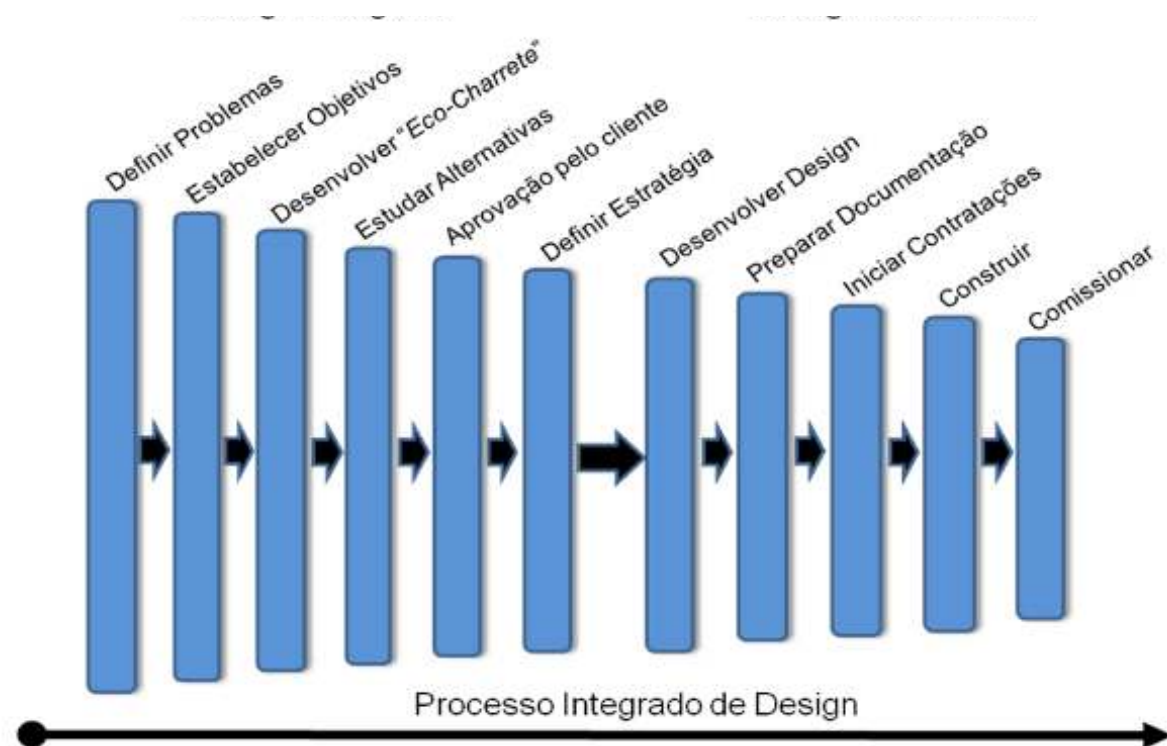 Definir Problemas
Estabelecer Objetivos
Desenvolver "Eco-Charrete"
Estudar Alternativas
Aprovação pelo cliente
Definir Estratégia
Desenvolver Design
Preparar Documentação
Iniciar Contratações
Construir
Comissionar
Processo Integrado de Design